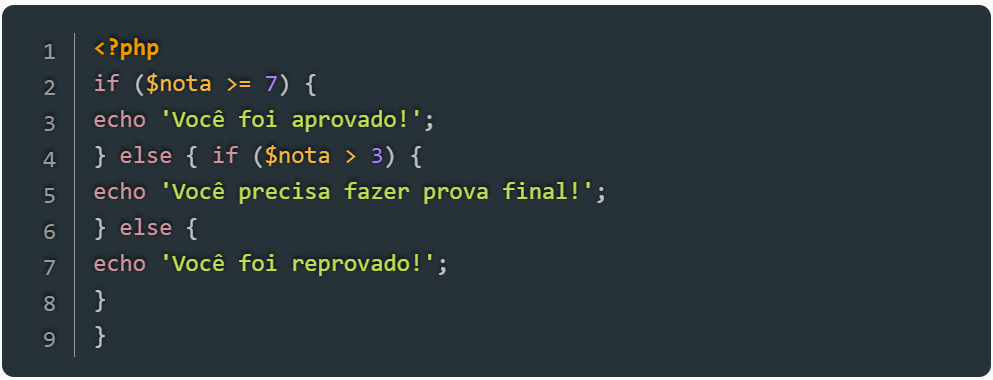 1 <?php
2 if ($nota >= 7) {
3 echo 'Você foi aprovado!';
4 } else { if ($nota > 3) {
5 echo 'Você precisa fazer prova final!';
6 } else {
7 echo 'Você foi reprovado!';
8 }
9 }